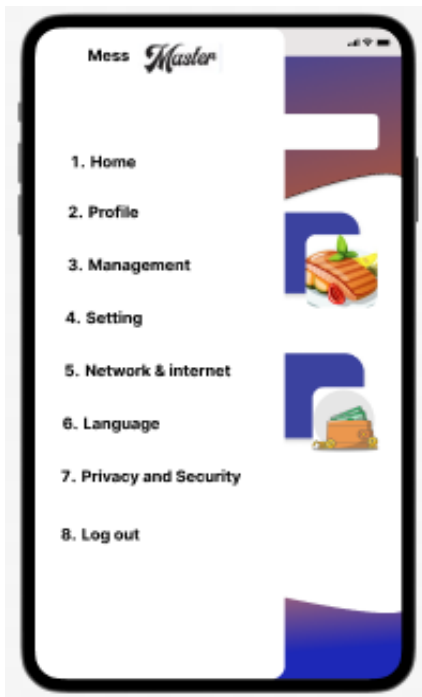 Mess Master
1. Home
2. Profile
3. Management
4. Setting
5. Network & internet
6. Language
7. Privacy and Security
8. Log out